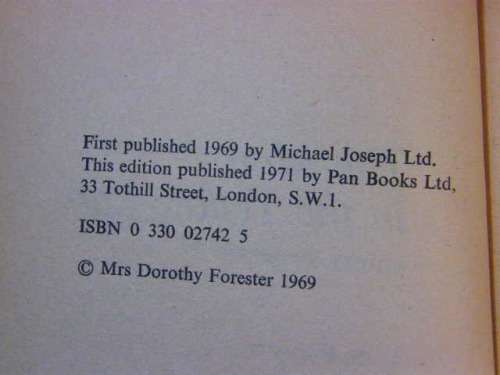 First published 1969 by Michael Joseph Ltd.
This edition published 1971 by Pan Books Ltd,
33 Tothill Street, London, S.W.1.
ISBN 0 330 02742 5
© Mrs Dorothy Forester 1969